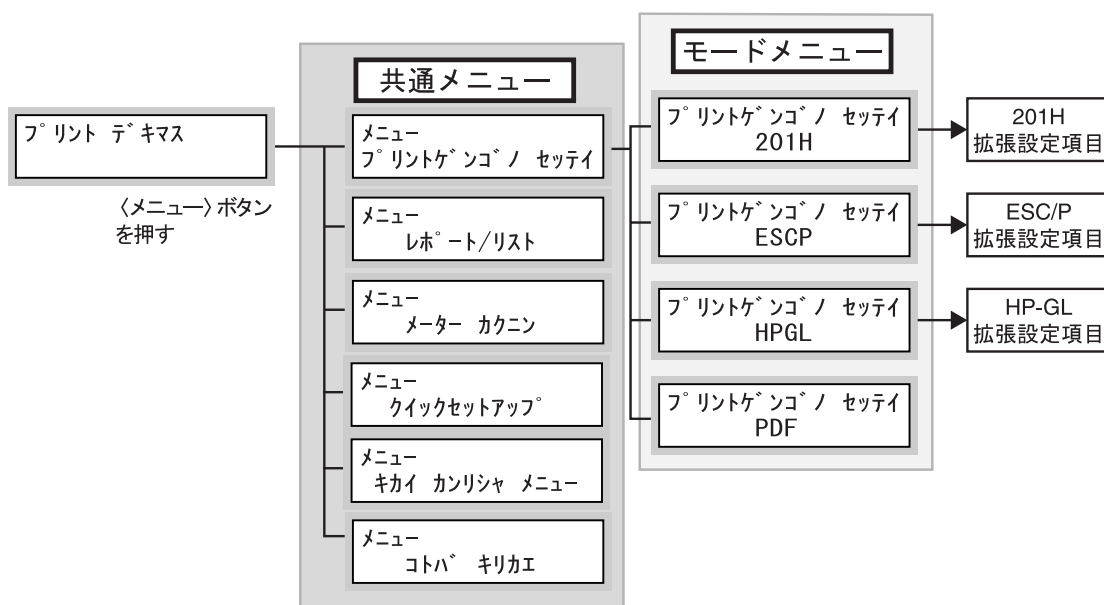 共通メニュー
モードメニュー
プリント デキマス
〈メニュー〉ボタン
を押す
メニュー
プリントゲンゴノ セッテイ
メニュー
レポート/リスト
メニュー
メーター カクニン
メニュー
クイックセットアップ
メニュー
キカイ カンリシャ メニュー
メニュー
コトバ キリカエ
プリントゲンゴノ セッテイ
201H
プリントゲンゴノ セッテイ
ESCP
プリントゲンゴノ セッテイ
HPGL
プリントゲンゴノ セッテイ
PDF
201H
拡張設定項目
ESC/P
拡張設定項目
HP-GL
拡張設定項目